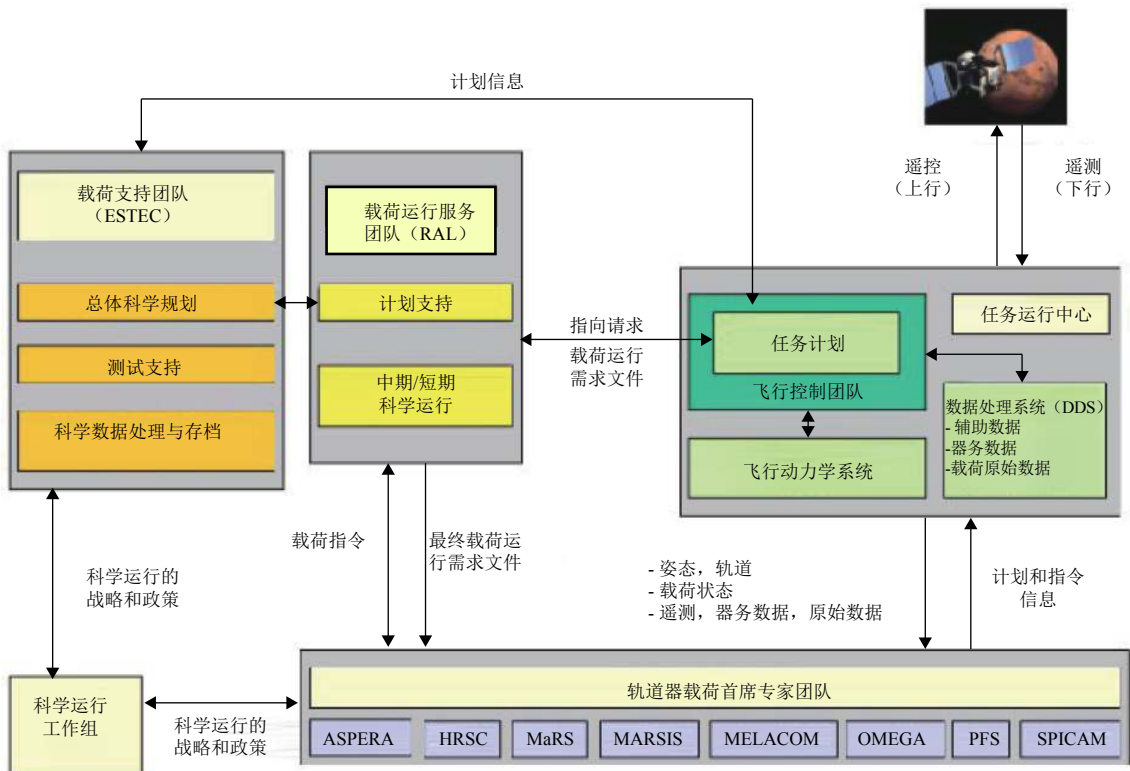 计划信息
遥控
（上行）
遥测
（下行）
载荷支持团队
（ESTEC）
总体科学规划
测试支持
科学数据处理与存档
载荷运行服务
团队（RAL）
计划支持
中期/短期
科学运行
指向请求
载荷运行
需求文件
任务计划
飞行控制团队
飞行动力学系统
任务运行中心
数据处理系统（DDS）
- 辅助数据
- 器务数据
- 载荷原始数据
科学运行的
战略和政策
载荷指令
最终载荷运
行需求文件
- 姿态，轨道
- 载荷状态
- 遥测，器务数据，原始数据
计划和指令
信息
科学运行
工作组
科学运行的
战略和政策
轨道器载荷首席专家团队
ASPERA
HRSC
MaRS
MARSIS
MELACOM
OMEGA
PFS
SPICAM